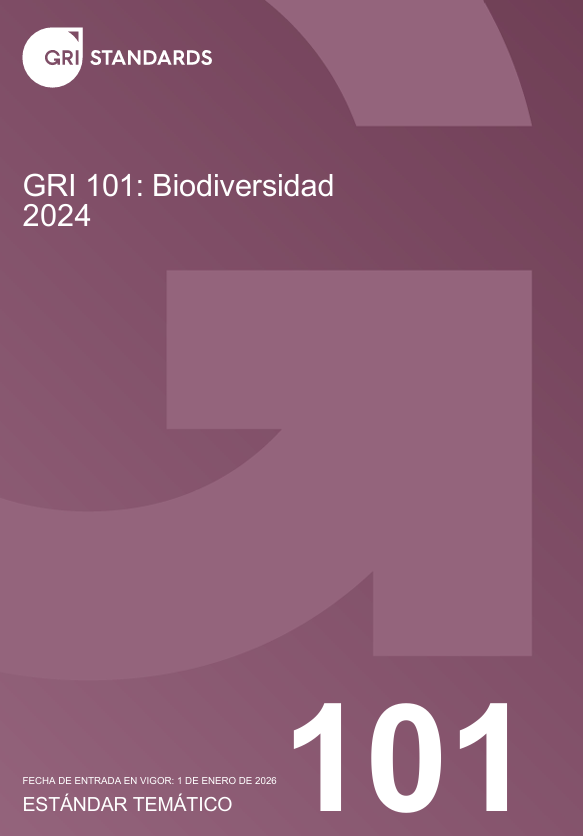 GRI STANDARDS
GRI 101: Biodiversidad
2024
FECHA DE ENTRADA EN VIGOR: 1 DE ENERO DE 2026
ESTÁNDAR TEMÁTICO
101